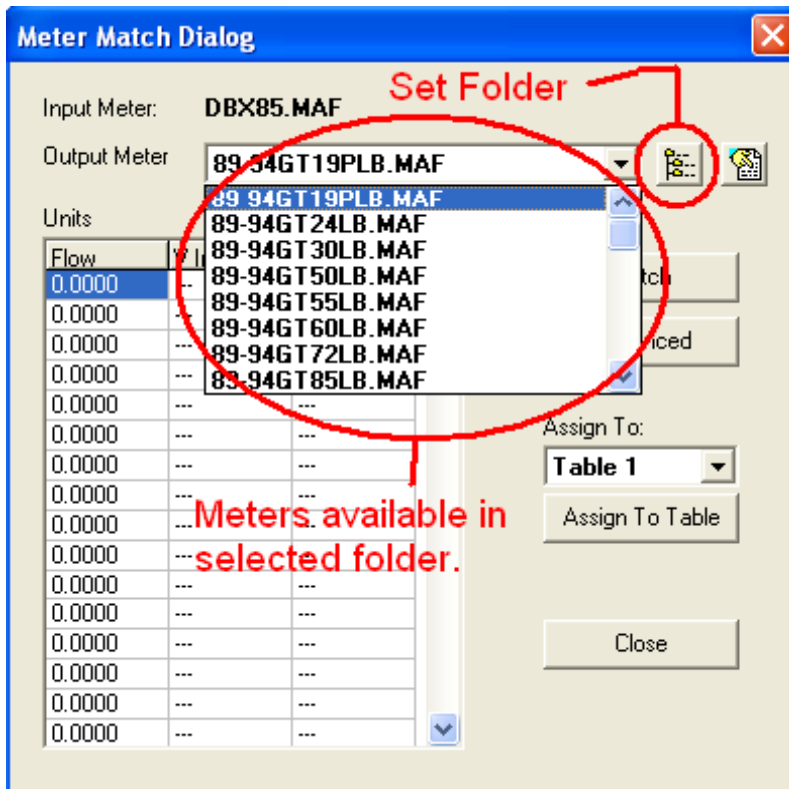 Meter Match Dialog
Set Folder
Input Meter: DBX85.MAF
Output Meter 89-94GT19PLB.MAF
89-94GT19PLB.MAF
89-94GT24LB.MAF
89-94GT30LB.MAF
89-94GT50LB.MAF
89-94GT55LB.MAF
89-94GT60LB.MAF
89-94GT72LB.MAF
89-94GT85LB.MAF
Units
Flow
0.0000 ---
0.0000
0.0000
0.0000 ---
0.0000 --- ---
0.0000 --- ---
0.0000 --- ---
0.0000 --- ---
0.0000 --- ---
0.0000 --- ---
0.0000 --- ---
0.0000 --- ---
0.0000 --- ---
0.0000 --- ---
0.0000 --- ---
0.0000 --- ---
Assign To:
Table 1
Assign To Table
Meters available in
selected folder.
Close